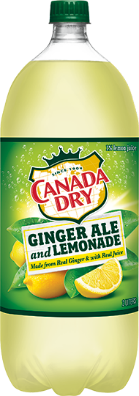 SINCE 1904
CANADA
DRY
GINGER ALE
and LEMONADE
Made from Real Ginger & with Real Juice